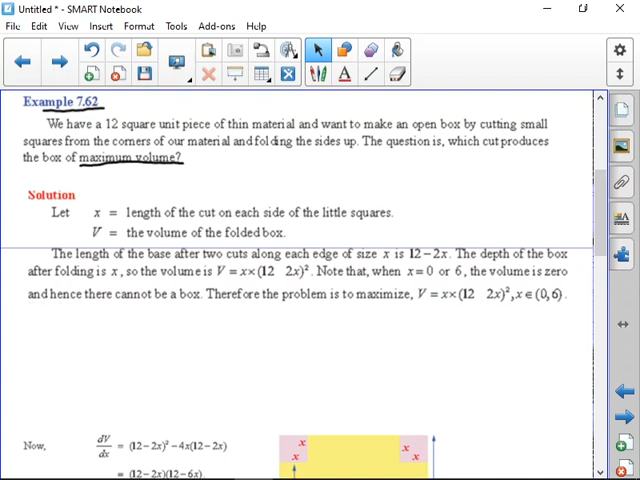 Untitled * - SMART Notebook
File Edit View Insert Format Tools Add-ons Help
Example 7.62
We have a 12 square unit piece of thin material and want to make an open box by cutting small
squares from the corners of our material and folding the sides up. The question is, which cut produces
the box of maximum volume?
Solution
Let x = length of the cut on each side of the little squares.
V = the volume of the folded box.
The length of the base after two cuts along each edge of size x is 12 − 2x. The depth of the box
after folding is x, so the volume is V = x × (12 2x)². Note that, when x = 0 or 6, the volume is zero
and hence there cannot be a box. Therefore the problem is to maximize, V = x × (12 2x)², x ∈ (0, 6).
Now, dV/dx = (12−2x)² − 4x(12−2x)
= (12−2x)(12−6x).
x x
x x